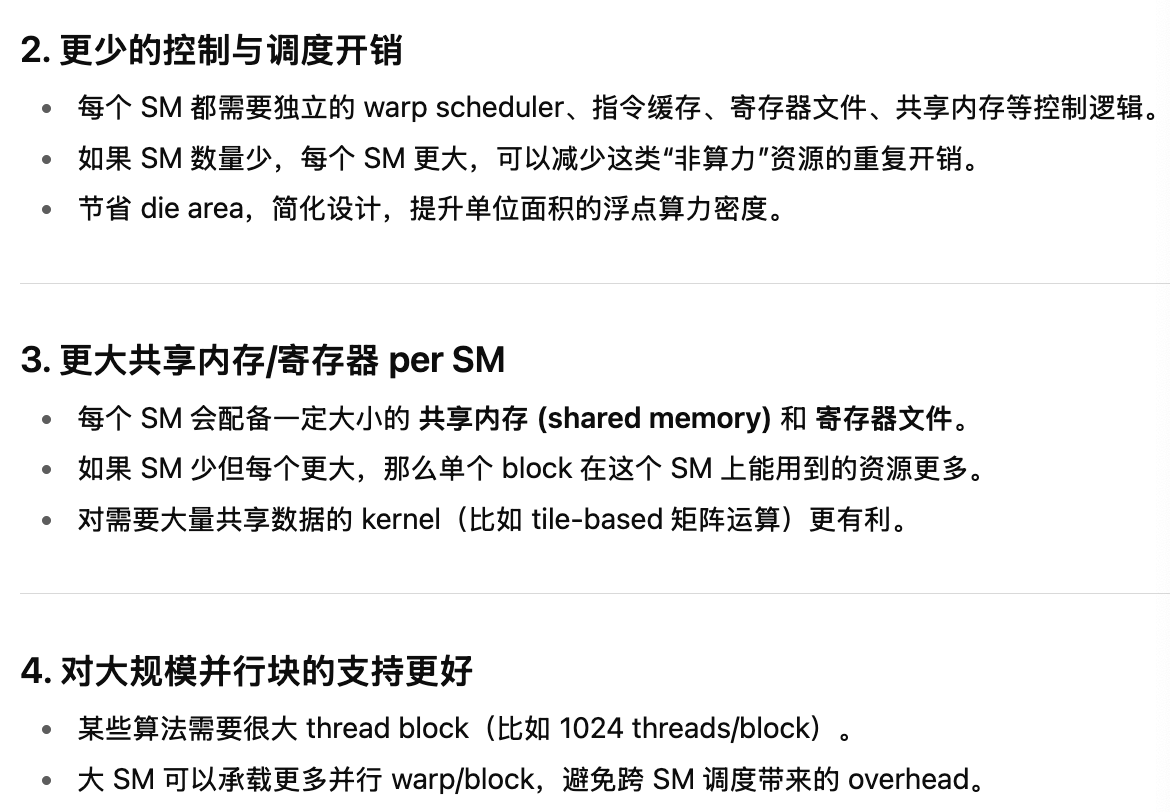 2. 更少的控制与调度开销
• 每个 SM 都需要独立的 warp scheduler、指令缓存、寄存器文件、共享内存等控制逻辑。
• 如果 SM 数量少，每个 SM 更大，可以减少这类“非算力”资源的重复开销。
• 节省 die area，简化设计，提升单位面积的浮点算力密度。
3. 更大共享内存/寄存器 per SM
• 每个 SM 会配备一定大小的 共享内存 (shared memory) 和 寄存器文件。
• 如果 SM 少但每个更大，那么单个 block 在这个 SM 上能用到的资源更多。
• 对需要大量共享数据的 kernel（比如 tile-based 矩阵运算）更有利。
4. 对大规模并行块的支持更好
• 某些算法需要很大 thread block（比如 1024 threads/block）。
• 大 SM 可以承载更多并行 warp/block，避免跨 SM 调度带来的 overhead。